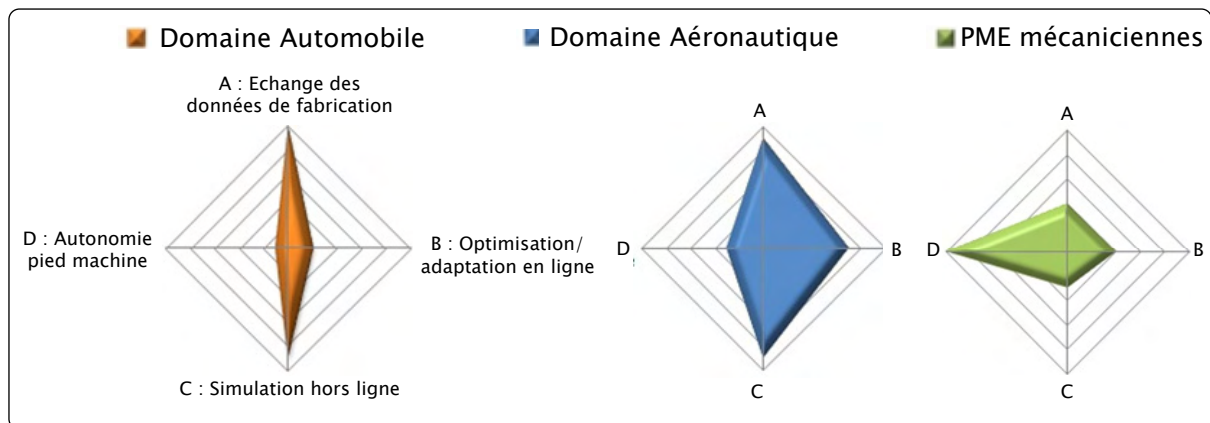 Domaine Automobile
Domaine Aéronautique
PME mécaniciennes
A : Echange des
données de fabrication
D : Autonomie
pied machine
B : Optimisation/
adaptation en ligne
C : Simulation hors ligne
A
D
B
C
A
D
B
C